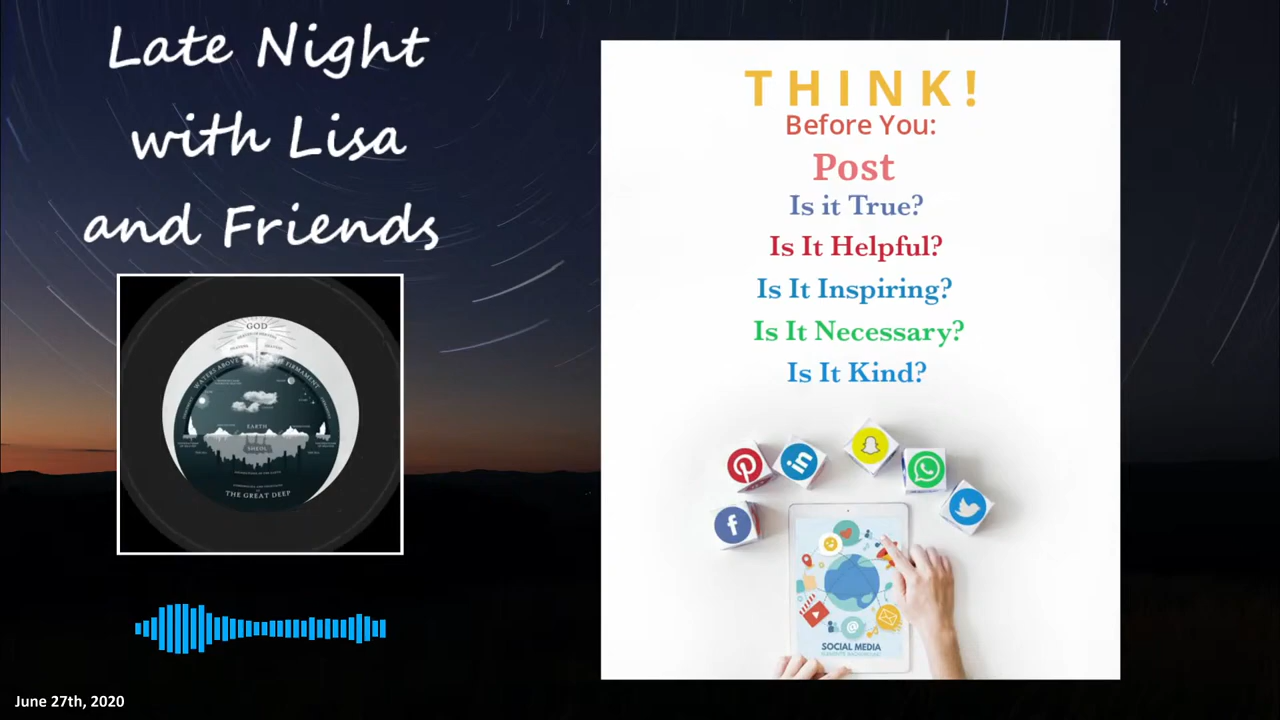 Late Night
with Lisa
and Friends
GOD
WATERS ABOVE
FIRMAMENT
EARTH
SHEOL
THE GREAT DEEP
June 27th, 2020
THINK!
Before You:
Post
Is it True?
Is It Helpful?
Is It Inspiring?
Is It Necessary?
Is It Kind?
SOCIAL MEDIA